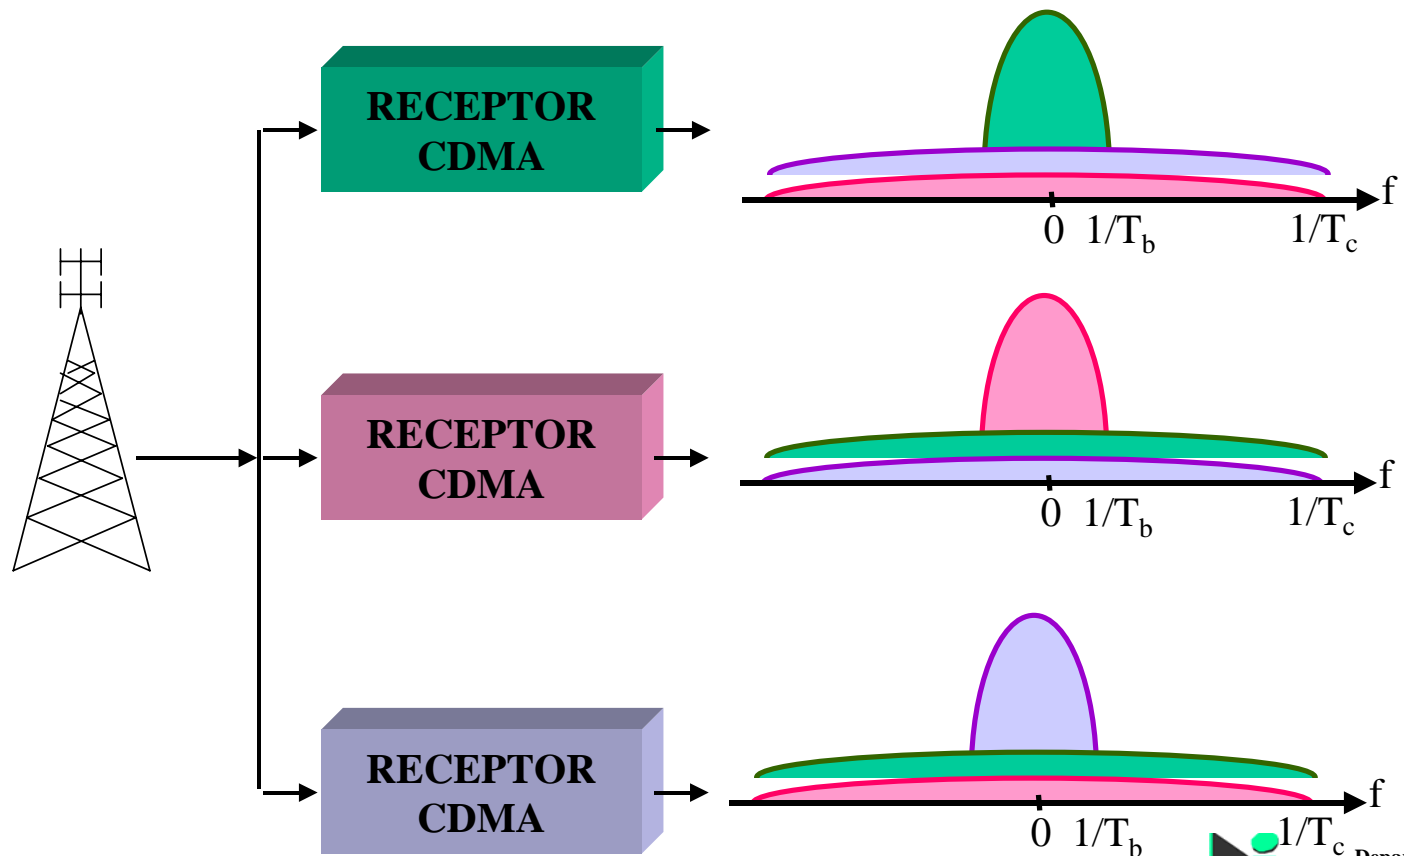 RECEPTOR
CDMA
f
0 1/Tb 1/Tc
RECEPTOR
CDMA
f
0 1/Tb 1/Tc
RECEPTOR
CDMA
f
0 1/Tb 1/Tc